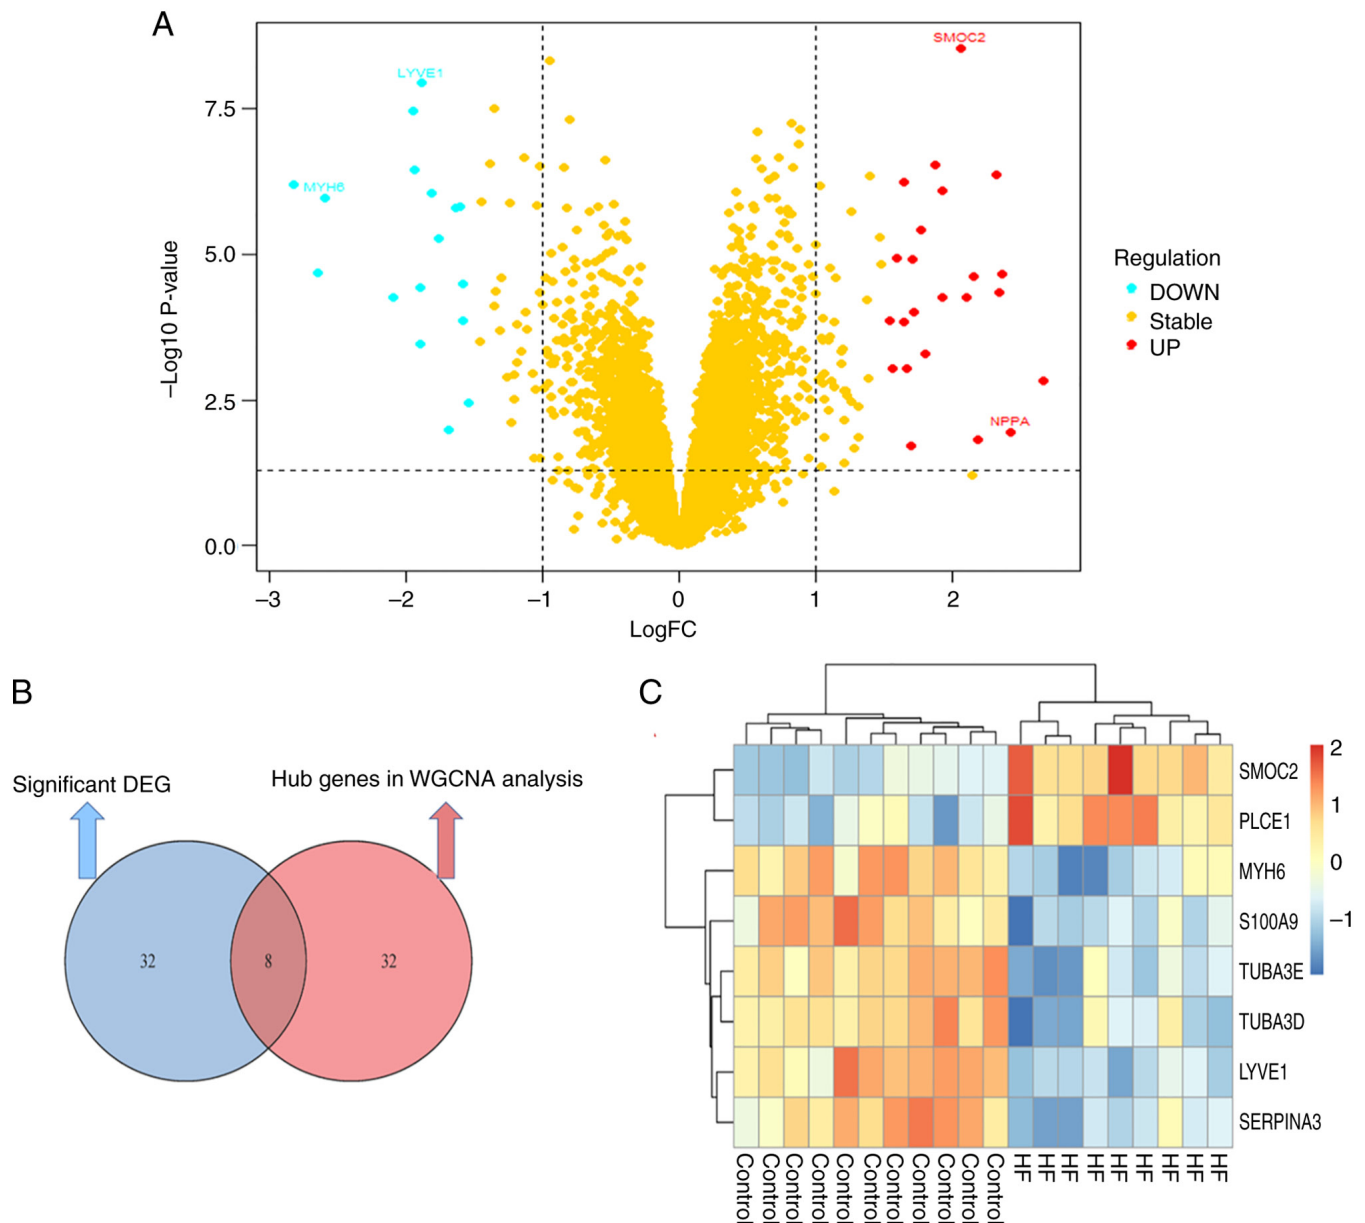 A
SMOC2
LYVE1
7.5
MYH6
5.0
−Log10 P-value
2.5
NPPA
0.0
−3
−2
−1
0
1
2
LogFC
Regulation
DOWN
Stable
UP
B
Significant DEG
Hub genes in WGCNA analysis
32
8
32
C
SMOC2
PLCE1
MYH6
S100A9
TUBA3E
TUBA3D
LYVE1
SERPINA3
2
1
0
−1
Control
Control
Control
Control
Control
Control
Control
Control
Control
Control
Control
HF
HF
HF
HF
HF
HF
HF
HF
HF